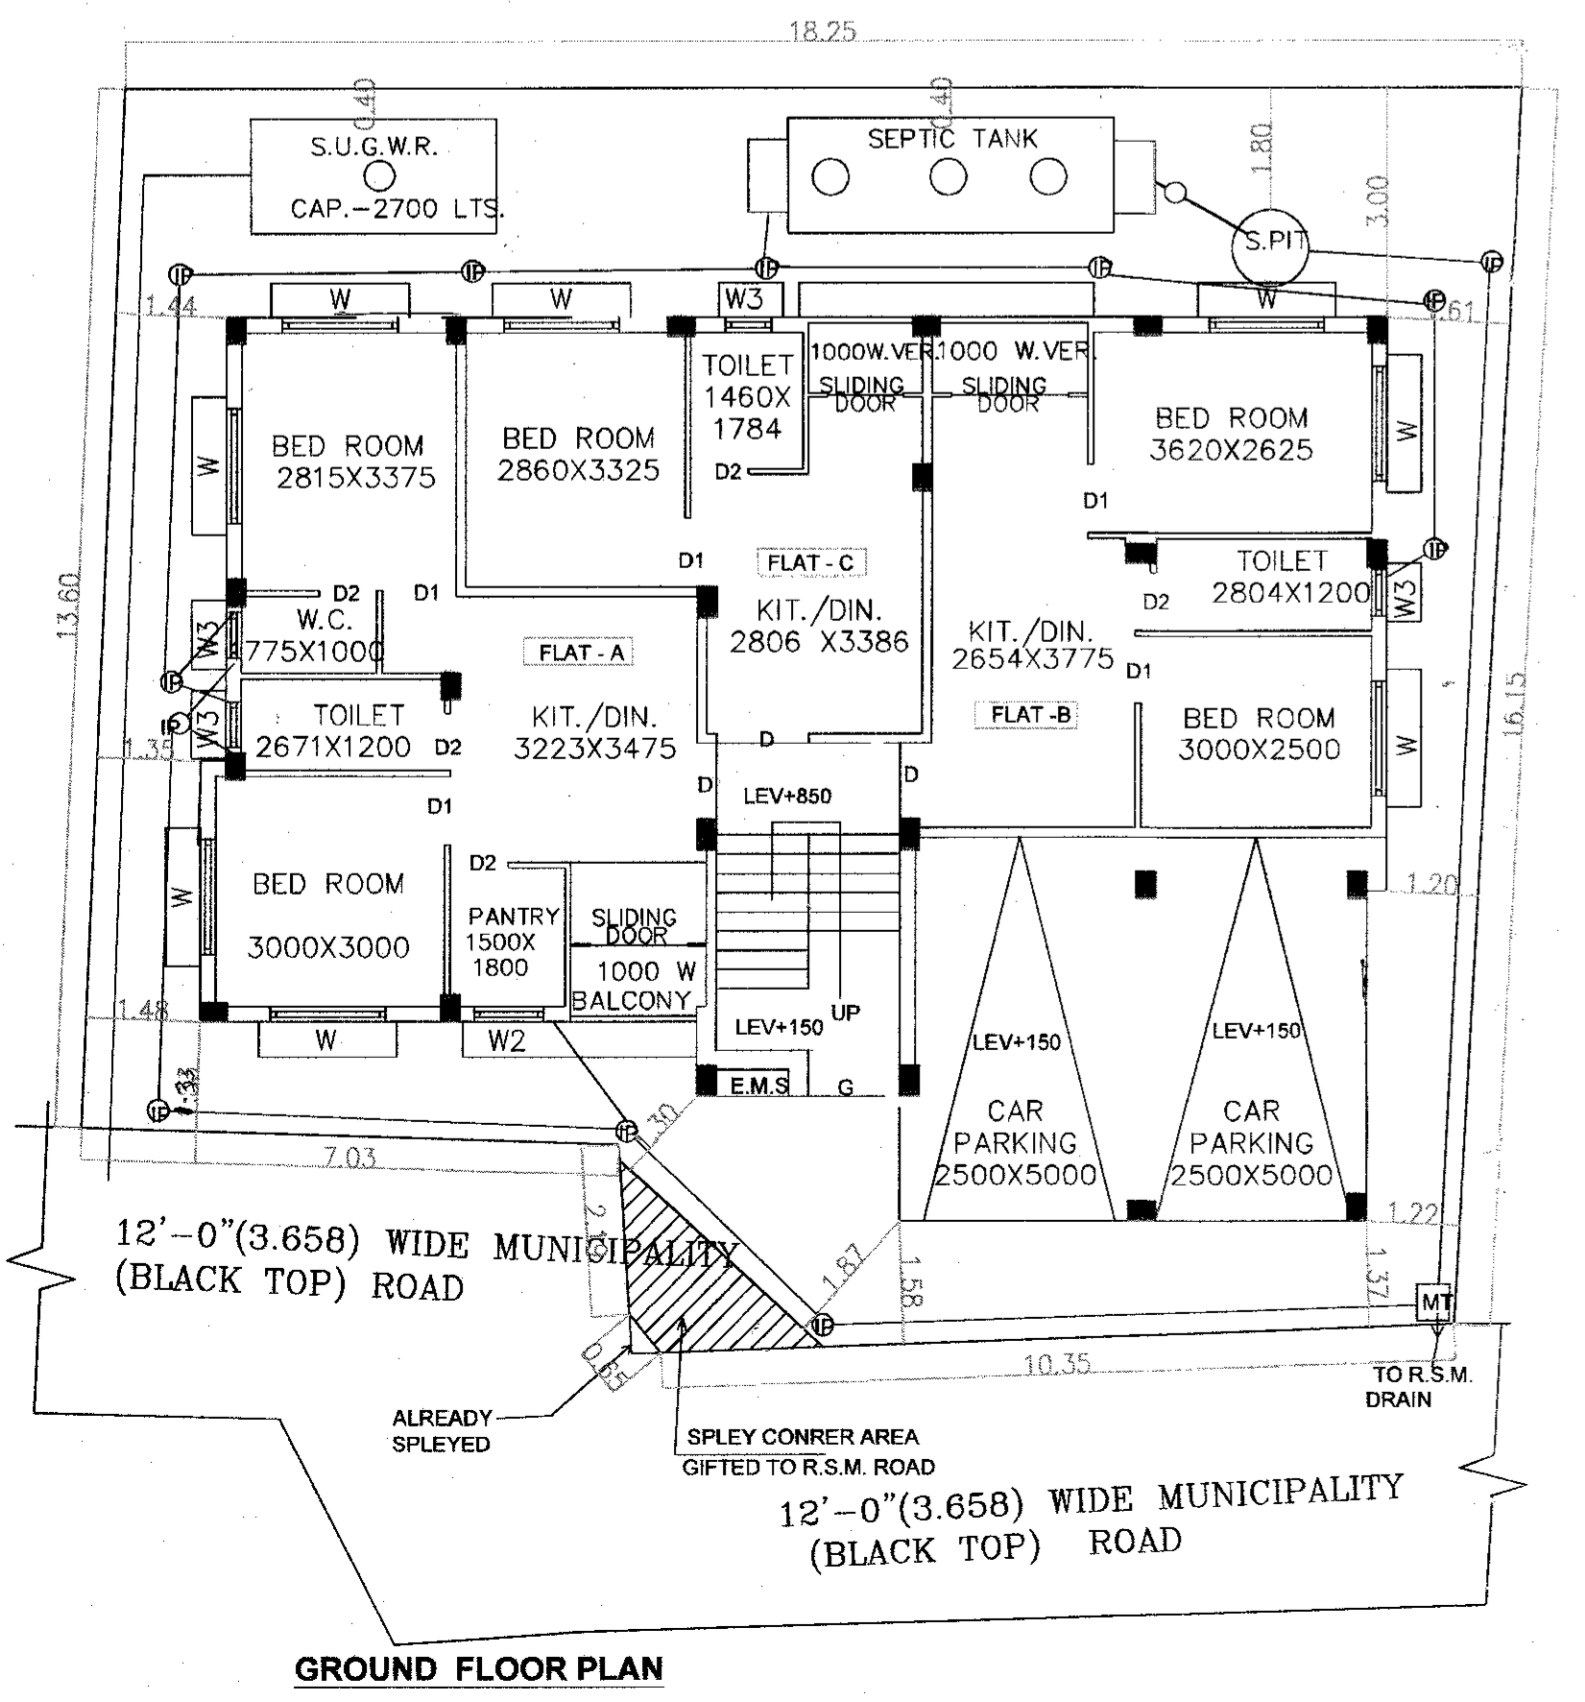 18.25
0.40
0.40
S.U.G.W.R.
CAP.-2700 LTS.
SEPTIC TANK
1.80
3.00
S.PIT
IP
IP
IP
IP
IP
IP
1.44
W
W
W3
W
.61
BED ROOM
2815X3375
BED ROOM
2860X3325
TOILET
1460X
1784
1000W.VER.
SLIDING
DOOR
1000 W.VER.
SLIDING
DOOR
BED ROOM
3620X2625
W
W
D2
D1
D1
FLAT - C
KIT./DIN.
2806 X3386
TOILET
2804X1200
IP
W3
D2
13.60
D2
D1
W.C.
775X1000
W3
FLAT - A
KIT./DIN.
2654X3775
D1
IP
IP
W3
TOILET
2671X1200
D2
KIT./DIN.
3223X3475
FLAT -B
BED ROOM
3000X2500
W
16.15
1.35
D
D
D
LEV+850
D1
D2
BED ROOM
3000X3000
W
PANTRY
1500X
1800
SLIDING
DOOR
1000 W
BALCONY
1.20
1.48
W
W2
LEV+150
UP
LEV+150
LEV+150
E.M.S
G
.33
IP
IP
.30
CAR
PARKING
2500X5000
CAR
PARKING
2500X5000
7.03
2.19
1.22
12'-0"(3.658) WIDE MUNICIPALITY
(BLACK TOP) ROAD
1.87
1.58
1.37
IP
MT
0.65
10.35
TO R.S.M.
DRAIN
ALREADY
SPLEYED
SPLEY CONRER AREA
GIFTED TO R.S.M. ROAD
12'-0"(3.658) WIDE MUNICIPALITY
(BLACK TOP) ROAD
GROUND FLOOR PLAN